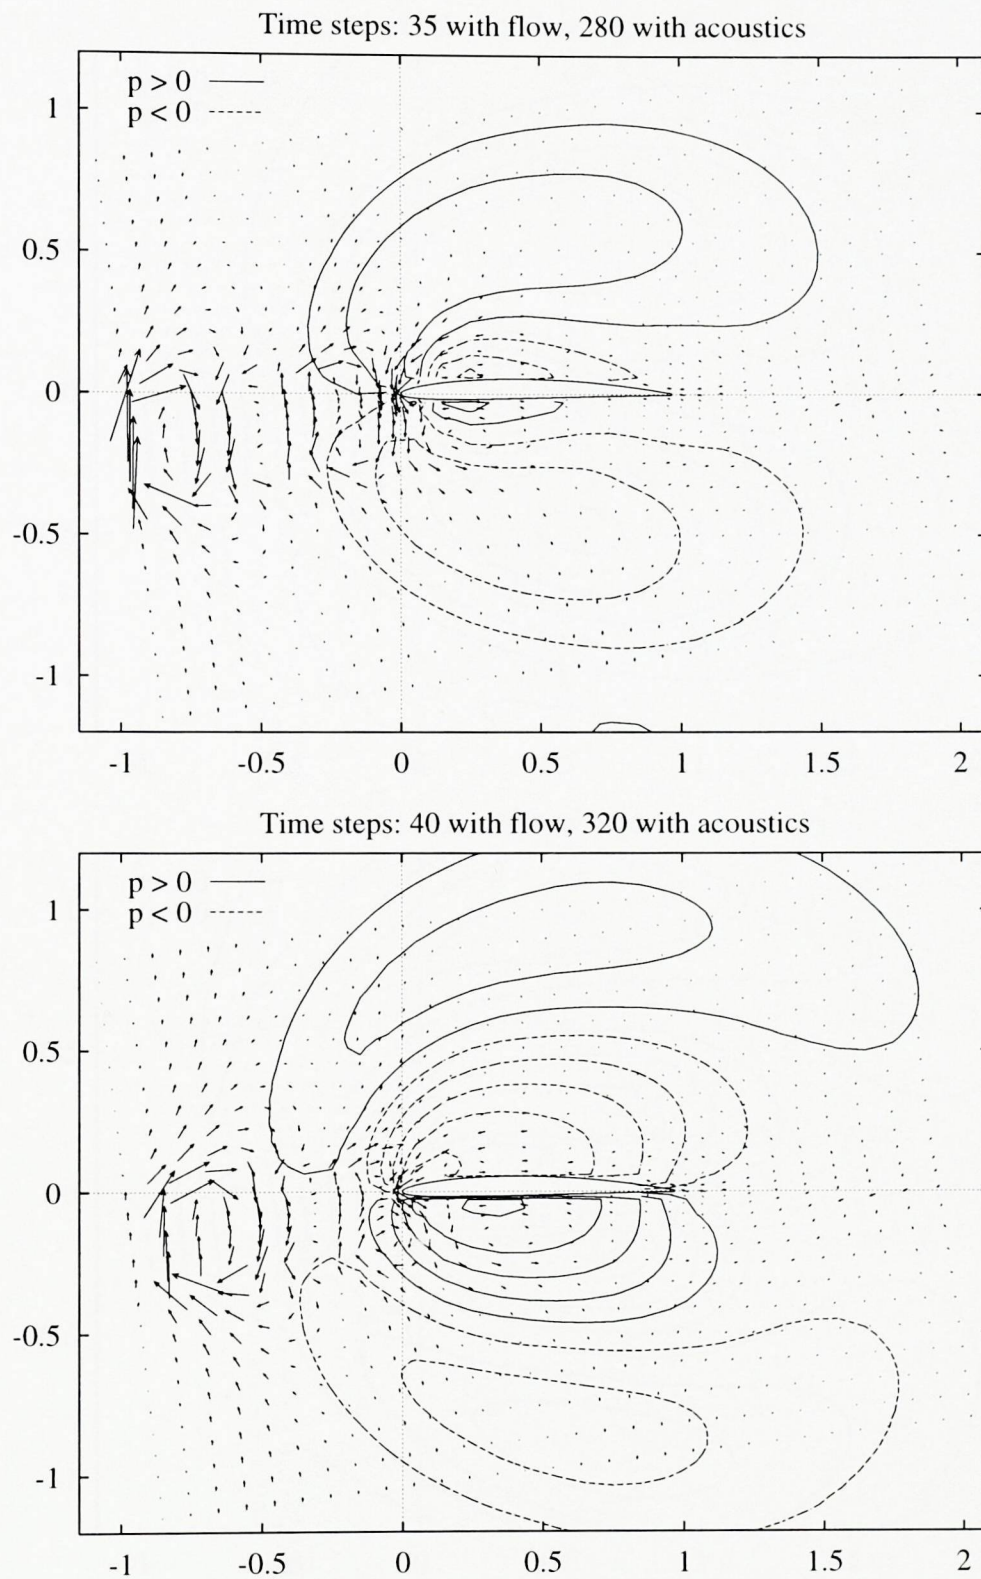 Time steps: 35 with flow, 280 with acoustics
p > 0
p < 0
1
0.5
0
-0.5
-1
-1 -0.5 0 0.5 1 1.5 2
Time steps: 40 with flow, 320 with acoustics
p > 0
p < 0
1
0.5
0
-0.5
-1
-1 -0.5 0 0.5 1 1.5 2